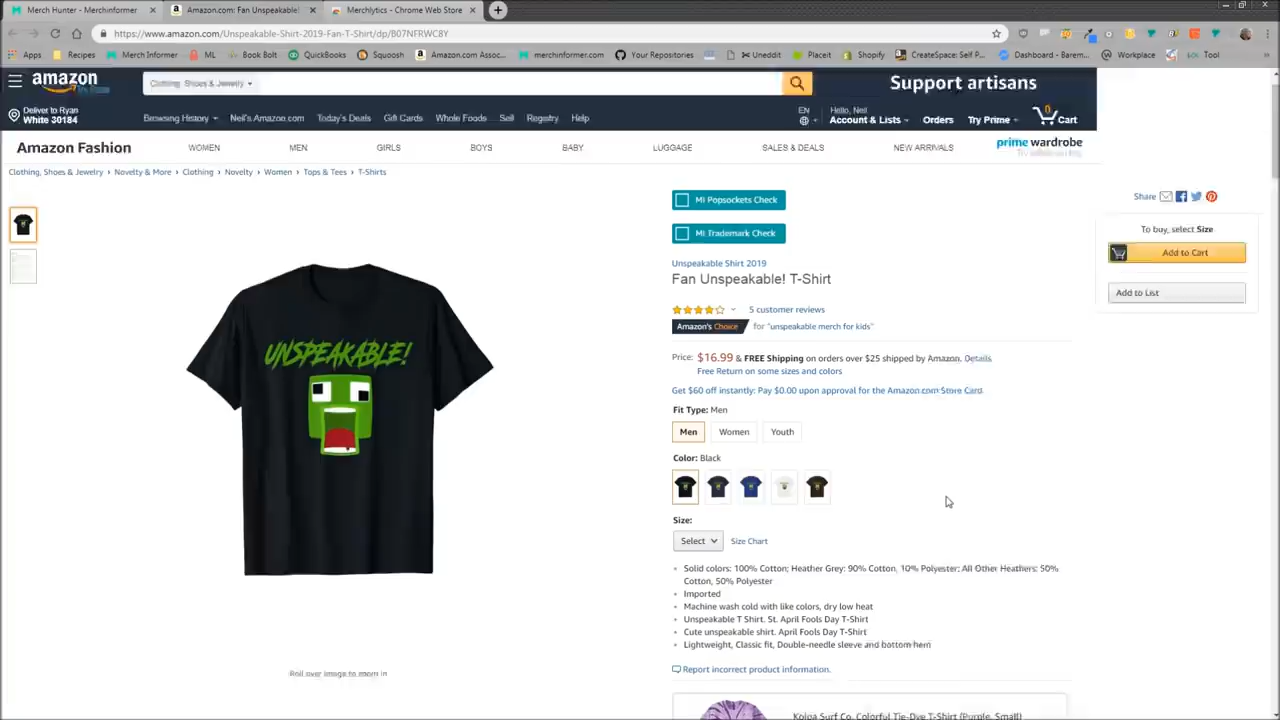 Merch Hunter - Merchinformer
Amazon.com: Fan Unspeakable!
Merchlytics - Chrome Web Store
https://www.amazon.com/Unspeakable-Shirt-2019-Fan-T-Shirt/dp/B07NFRWC8Y
Apps Recipes Merch Informer ML Book Bolt QuickBooks Squoosh Amazon.com Assoc... merchinformer.com Your Repositories Uneddit Placeit Shopify CreateSpace: Self P... Dashboard - Barem... Workplace Tool
amazon
Clothing, Shoes & Jewelry
Support artisans
Deliver to Ryan
White 30184
Browsing History Neil's Amazon.com Today's Deals Gift Cards Whole Foods Sell Registry Help
EN
Hello, Neil
Account & Lists Orders Try Prime 0 Cart
Amazon Fashion WOMEN MEN GIRLS BOYS BABY LUGGAGE SALES & DEALS NEW ARRIVALS prime wardrobe
Clothing, Shoes & Jewelry › Novelty & More › Clothing › Novelty › Women › Tops & Tees › T-Shirts
MI Popsockets Check
MI Trademark Check
Share
To buy, select Size
Add to Cart
Add to List
Unspeakable Shirt 2019
Fan Unspeakable! T-Shirt
5 customer reviews
Amazon's Choice for "unspeakable merch for kids"
Price: $16.99 & FREE Shipping on orders over $25 shipped by Amazon. Details
Free Return on some sizes and colors
Get $60 off instantly: Pay $0.00 upon approval for the Amazon.com Store Card.
UNSPEAKABLE!
Fit Type: Men
Men Women Youth
Color: Black
Size:
Select Size Chart
Solid colors: 100% Cotton; Heather Grey: 90% Cotton, 10% Polyester; All Other Heathers: 50%
Cotton, 50% Polyester
Imported
Machine wash cold with like colors, dry low heat
Unspeakable T Shirt. St. April Fools Day T-Shirt
Cute unspeakable shirt. April Fools Day T-Shirt
Lightweight, Classic fit, Double-needle sleeve and bottom hem
Roll over image to zoom in
Report incorrect product information.
Koloa Surf Co. Colorful Tie-Dye T-Shirt (Purple, Small)